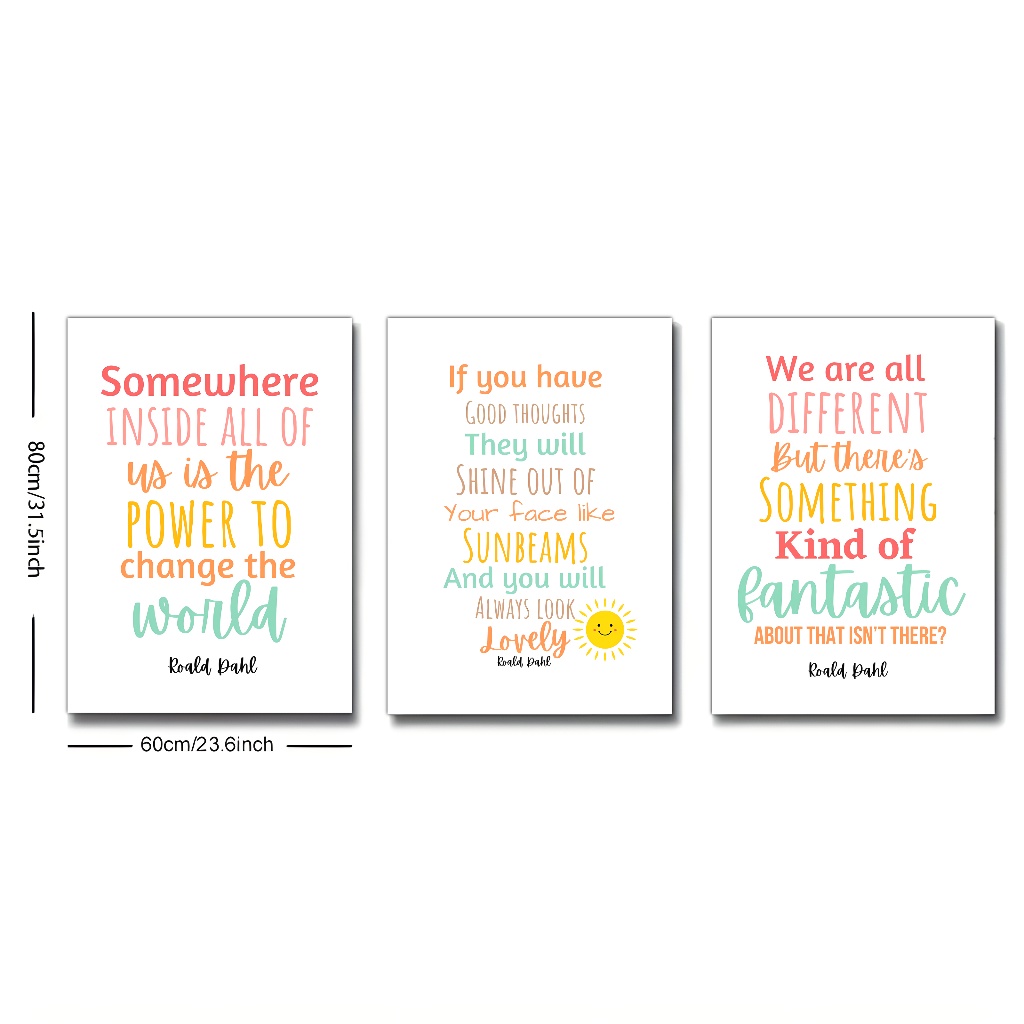 80cm/31.5inch
Somewhere
INSIDE ALL OF
us is the
POWER TO
change the
world
Roald Dahl
60cm/23.6inch
If you have
GOOD THOUGHTS
They will
SHINE OUT OF
Your face like
SUNBEAMS
And you will
ALWAYS LOOK
Lovely
Roald Dahl
We are all
DIFFERENT
But there's
SOMETHING
Kind of
fantastic
ABOUT THAT ISN'T THERE?
Roald Dahl